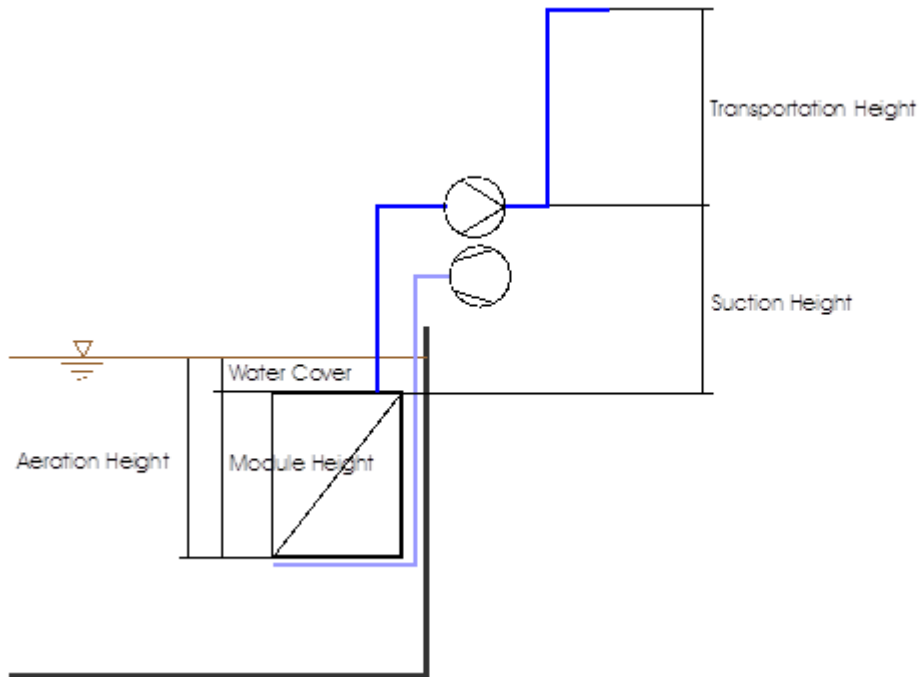 Transportation Height
Suction Height
Water Cover
Aeration Height
Module Height